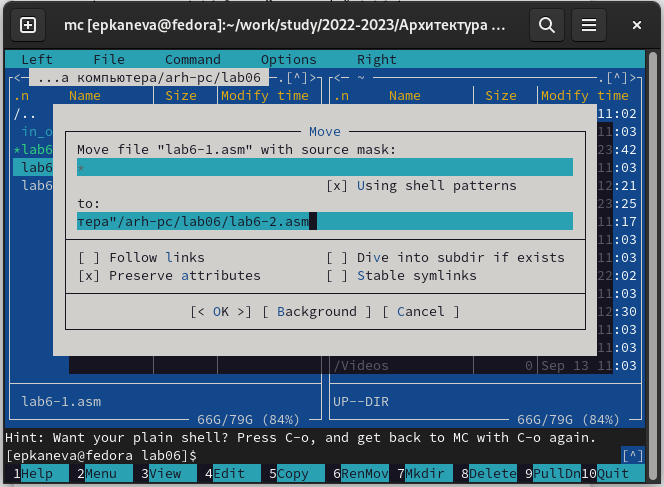 mc [epkaneva@fedora]:~/work/study/2022-2023/Архитектура ...
Left File Command Options Right
<─ ...а компьютера/arh-pc/lab06 .[^]>
<─ ~ .[^]>
.n Name Size Modify time
.n Name Size Modify time
/.. 11:02
in_o 11:03
*lab6 23:42
lab6 11:03
lab6 12:21
23:25
11:17
11:03
11:03
22:02
11:03
12:30
11:03
11:03
/Videos 0 Sep 13 11:03
Move
Move file "lab6-1.asm" with source mask:
*
[x] Using shell patterns
to:
тера"/arh-pc/lab06/lab6-2.asm
[ ] Follow links [ ] Dive into subdir if exists
[x] Preserve attributes [ ] Stable symlinks
[< OK >] [ Background ] [ Cancel ]
lab6-1.asm UP--DIR
66G/79G (84%) 66G/79G (84%)
Hint: Want your plain shell? Press C-o, and get back to MC with C-o again.
[epkaneva@fedora lab06]$ [^]
1Help 2Menu 3View 4Edit 5Copy 6RenMov 7Mkdir 8Delete 9PullDn 10Quit